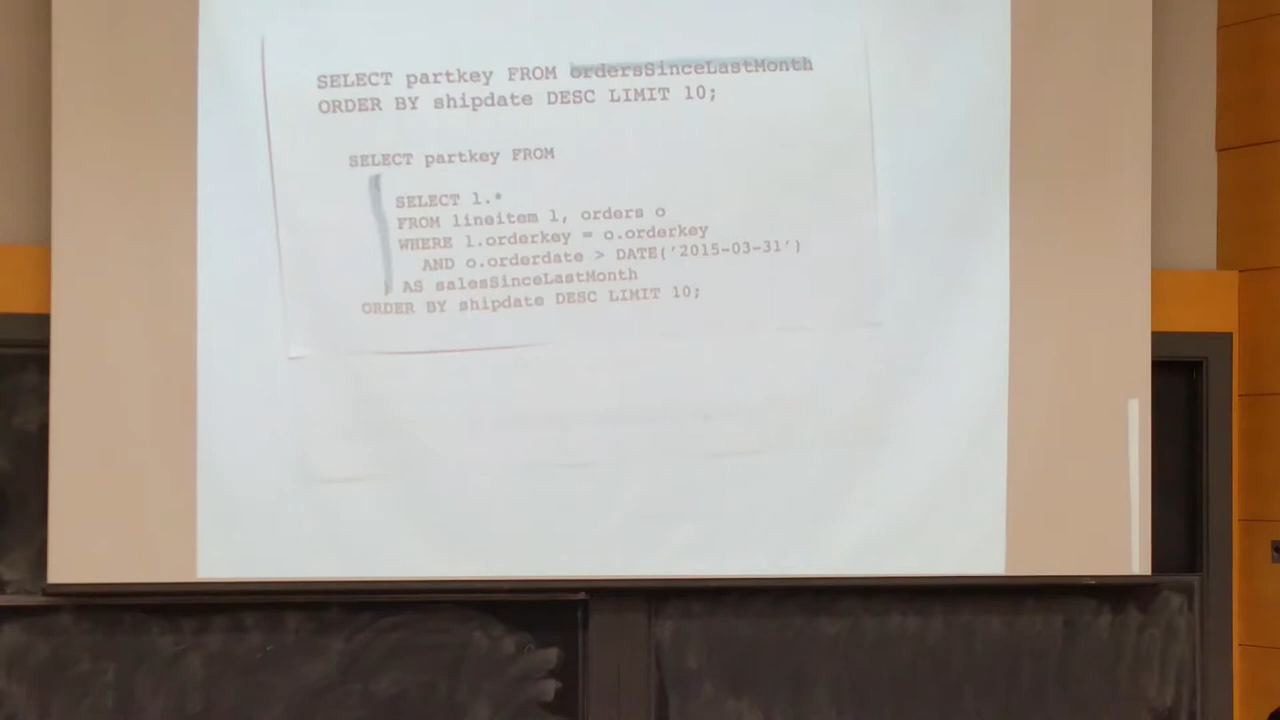 SELECT partkey FROM ordersSinceLastMonth
ORDER BY shipdate DESC LIMIT 10;
SELECT partkey FROM
SELECT l.*
FROM lineitem l, orders o
WHERE l.orderkey = o.orderkey
AND o.orderdate > DATE('2015-03-31')
AS salesSinceLastMonth
ORDER BY shipdate DESC LIMIT 10;